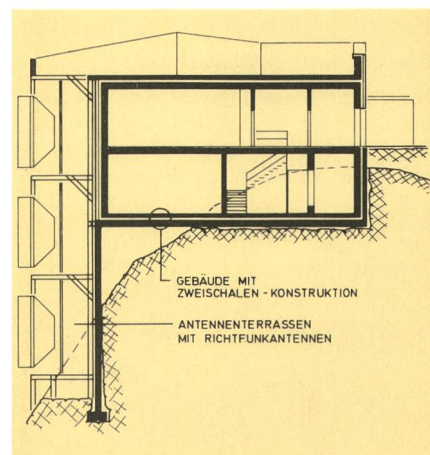 GEBÄUDE MIT
ZWEISCHALEN-KONSTRUKTION
ANTENNENTERRASSEN
MIT RICHTFUNKANTENNEN